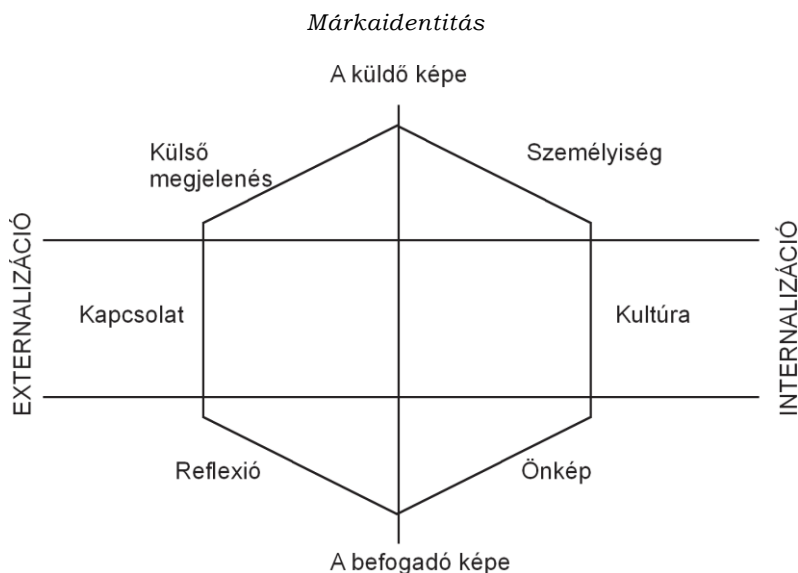 Márkaidentitás
A küldő képe
Külső
megjelenés
Személyiség
EXTERNALIZÁCIÓ
Kapcsolat
Kultúra
INTERNALIZÁCIÓ
Reflexió
Önkép
A befogadó képe